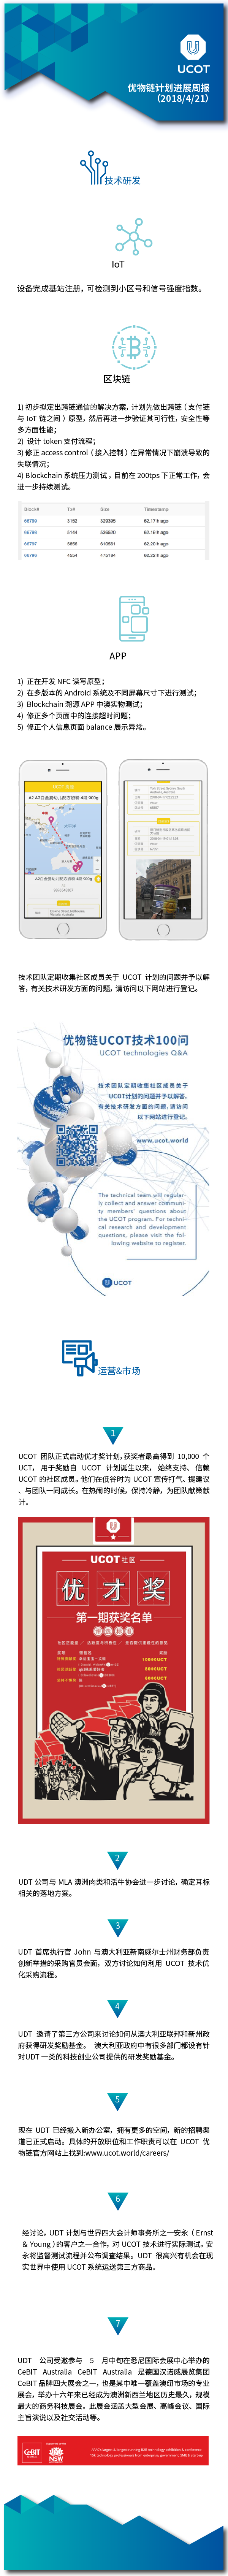 UCOT
优物链计划进展周报
（2018/4/21）
技术研发
IoT
设备完成基站注册，可检测到小区号和信号强度指数。
区块链
1) 初步拟定出跨链通信的解决方案，计划先做出跨链（支付链
与 IoT 链之间）原型，然后再进一步验证其可行性，安全性等
多方面性能；
2) 设计 token 支付流程；
3) 修正 access control（接入控制）在异常情况下崩溃导致的
失联情况；
4) Blockchain 系统压力测试，目前在 200tps 下正常工作，会
进一步持续测试。
Block# Tx# Size Timestamp
APP
1) 正在开发 NFC 读写原型；
2) 在多版本的 Android 系统及不同屏幕尺寸下进行测试；
3) Blockchain 溯源 APP 中澳实物测试；
4) 修正多个页面中的连接超时问题；
5) 修正个人信息页面 balance 展示异常。
技术团队定期收集社区成员关于 UCOT 计划的问题并予以解
答，有关技术研发方面的问题，请访问以下网站进行登记。
优物链UCOT技术100问
UCOT technologies Q&A
技术团队定期收集社区成员关于
UCOT计划的问题并予以解答，
有关技术研发方面的问题，请访问
以下网站进行登记。
www.ucot.world
The technical team will regular-
ly collect and answer communi-
ty members' questions about
the UCOT program. For techni-
cal research and development
questions, please visit the fol-
lowing website to register.
UCOT
运营&市场
1
UCOT 团队正式启动优才奖计划，获奖者最高得到 10,000 个
UCT，用于奖励自 UCOT 计划诞生以来，始终支持、信赖
UCOT 的社区成员。他们在低谷时为 UCOT 宣传打气、提建议
、与团队一同成长。在热闹的时候，保持冷静，为团队献策献
计。
UCOT社区
优才奖
第一期获奖名单
2
UDT 公司与 MLA 澳洲肉类和活牛协会进一步讨论，确定耳标
相关的落地方案。
3
UDT 首席执行官 John 与澳大利亚新南威尔士州财务部负责
创新举措的采购官员会面，双方讨论如何利用 UCOT 技术优
化采购流程。
4
UDT 邀请了第三方公司来讨论如何从澳大利亚联邦和新州政
府获得研发奖励基金。 澳大利亚政府中有很多部门都设有针
对UDT 一类的科技创业公司提供的研发奖励基金。
5
现在 UDT 已经搬入新办公室，拥有更多的空间，新的招聘渠
道已正式启动。具体的开放职位和工作职责可以在 UCOT 优
物链官方网站上找到:www.ucot.world/careers/
6
经讨论，UDT 计划与世界四大会计师事务所之一安永（Ernst
& Young）的客户之一合作，对 UCOT 技术进行实际测试。安
永将监督测试流程并公布调查结果。UDT 很高兴有机会在现
实世界中使用 UCOT 系统运送第三方商品。
7
UDT 公司受邀参与 5 月中旬在悉尼国际会展中心举办的
CeBIT Australia CeBIT Australia 是德国汉诺威展览集团
CeBIT 品牌四大展会之一，也是其中唯一覆盖澳纽市场的专业
展会，举办十六年来已经成为澳洲新西兰地区历史最久，规模
最大的商务科技展会。此展会涵盖大型会展、高峰会议、国际
主旨演说以及社交活动等。
CeBIT
NSW